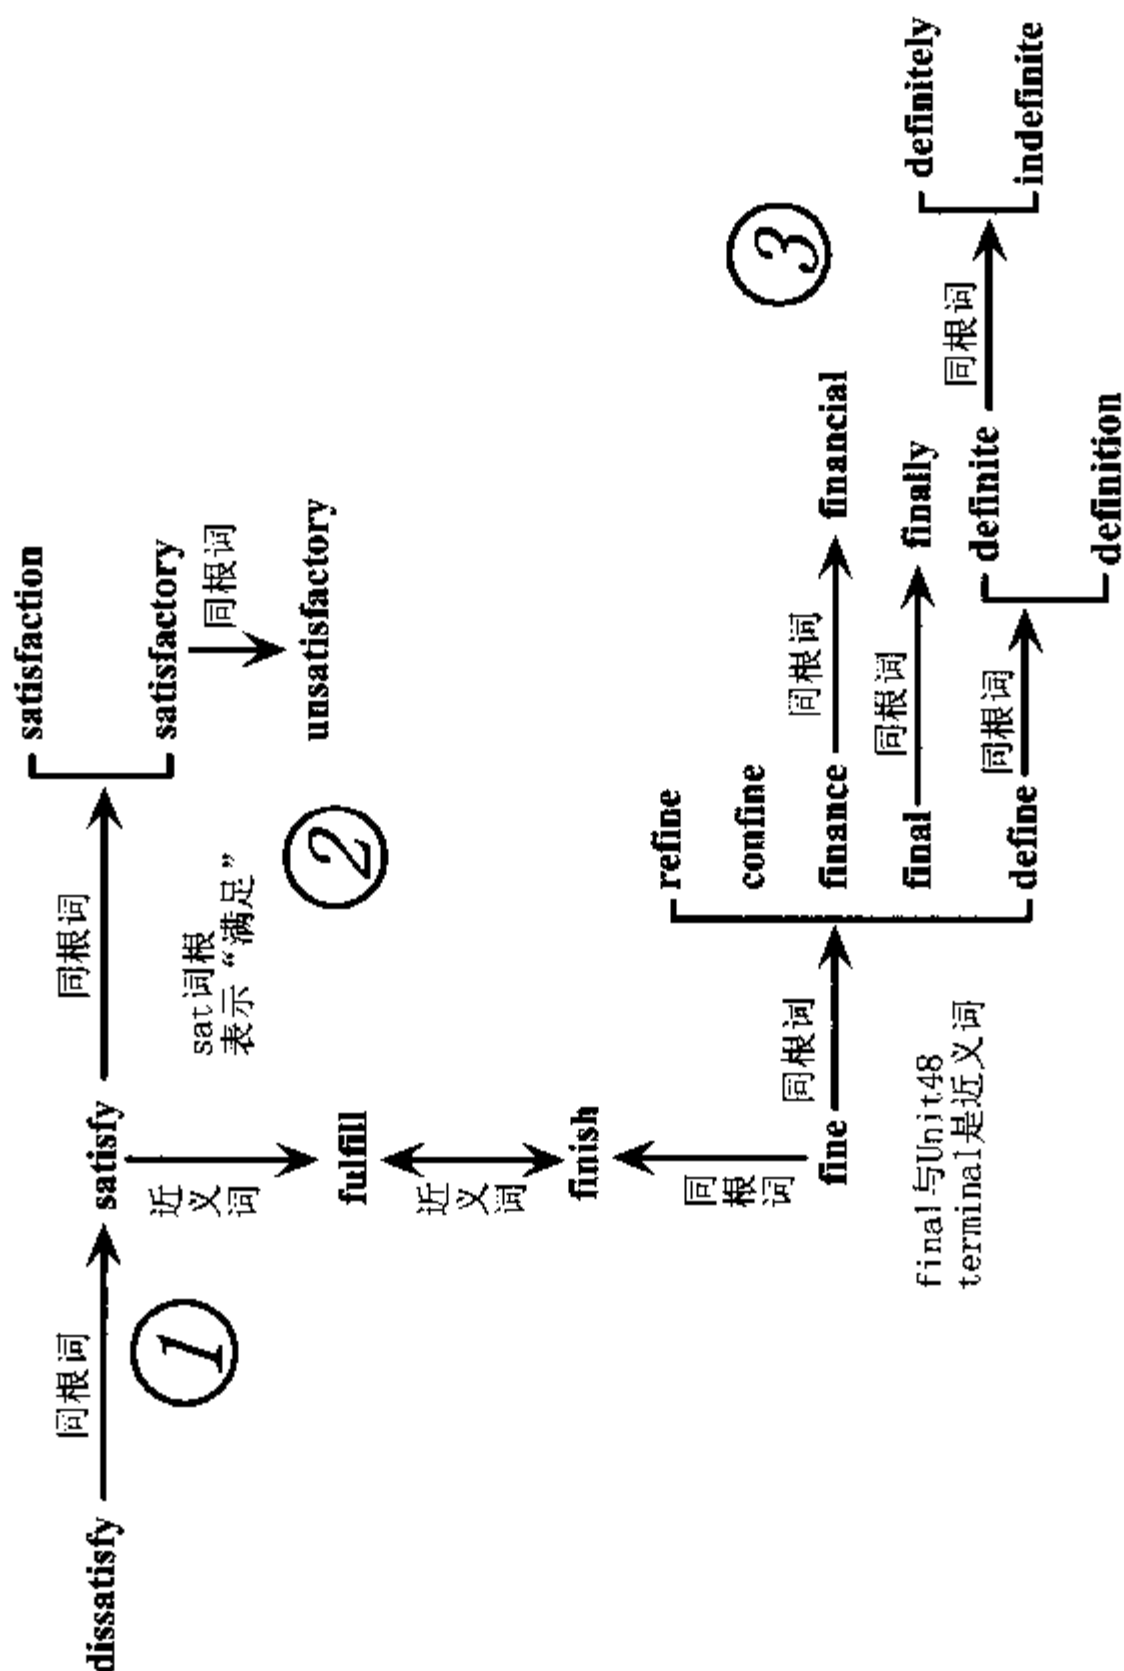 dissatisfy
同根词
①
satisfy
同根词
satisfaction
satisfactory
同根词
unsatisfactory
sat词根
表示“满足”
②
近义词
fulfill
近义词
finish
同根词
fine
同根词
refine
confine
finance
同根词
financial
final
同根词
finally
define
同根词
definite
definition
同根词
definitely
indefinite
③
final与Unit48
terminal是近义词